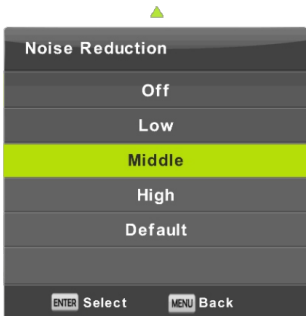 Noise Reduction
Off
Low
Middle
High
Default
ENTER Select MENU Back